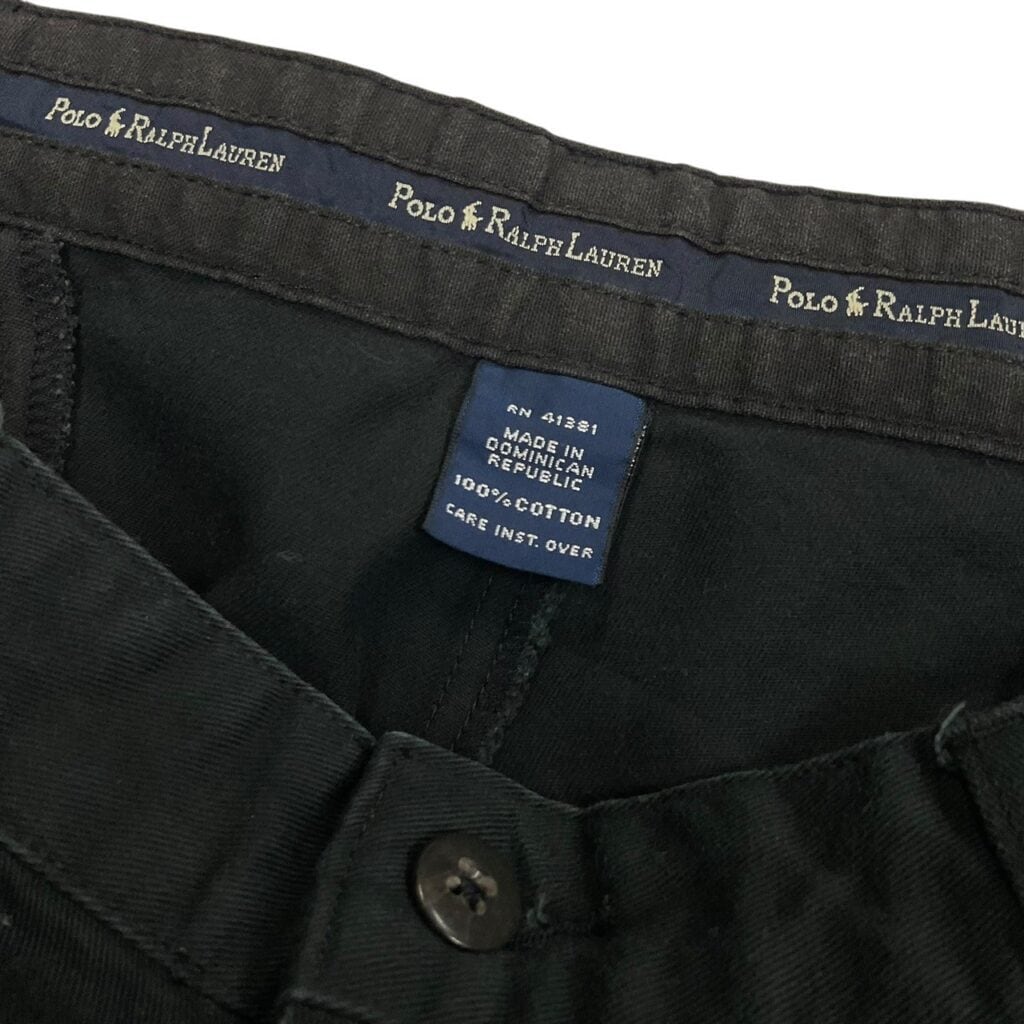 POLO RALPH LAUREN
POLO RALPH LAUREN
POLO RALPH LAU
RN 41381
MADE IN
DOMINICAN
REPUBLIC
100% COTTON
CARE INST. OVER